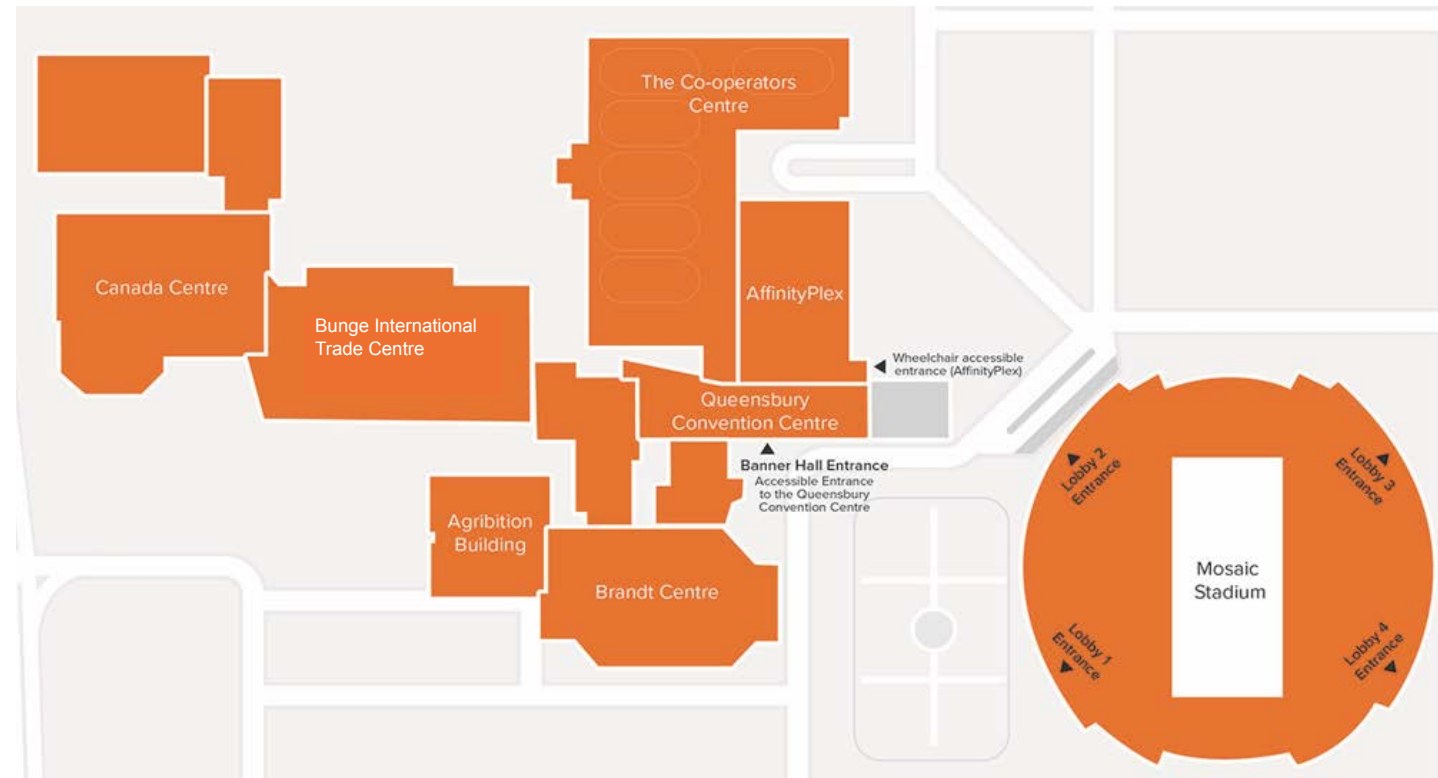 The Co-operators
Centre
Canada Centre
Bunge International
Trade Centre
AffinityPlex
Wheelchair accessible
entrance (AffinityPlex)
Queensbury
Convention Centre
Banner Hall Entrance
Accessible Entrance
to the Queensbury
Convention Centre
Agribition
Building
Brandt Centre
Lobby 2
Entrance
Lobby 3
Entrance
Mosaic
Stadium
Lobby 1
Entrance
Lobby 4
Entrance